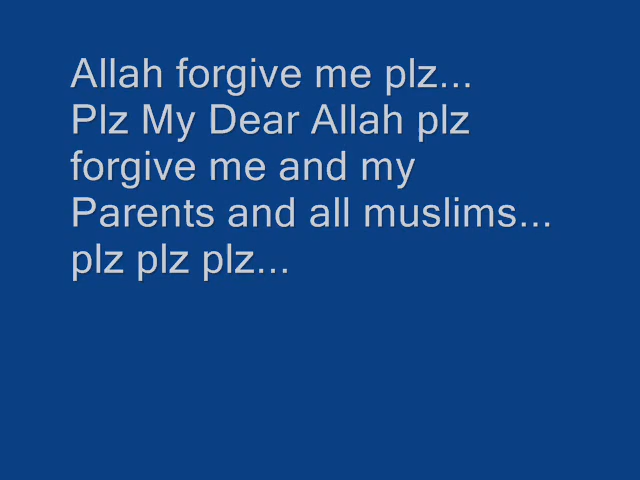 Allah forgive me plz...
Plz My Dear Allah plz
forgive me and my
Parents and all muslims...
plz plz plz...